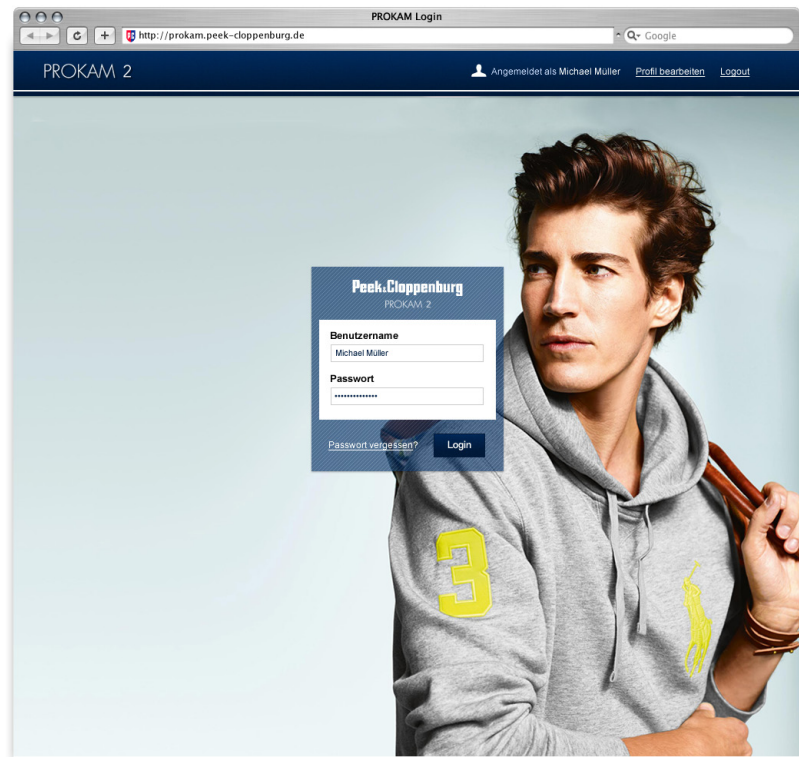 PROKAM Login
http://prokam.peek-cloppenburg.de
Google
PROKAM 2
Angemeldet als Michael Müller
Profil bearbeiten
Logout
Peek&Cloppenburg
PROKAM 2
Benutzername
Michael Müller
Passwort
••••••••••••••
Passwort vergessen?
Login
3